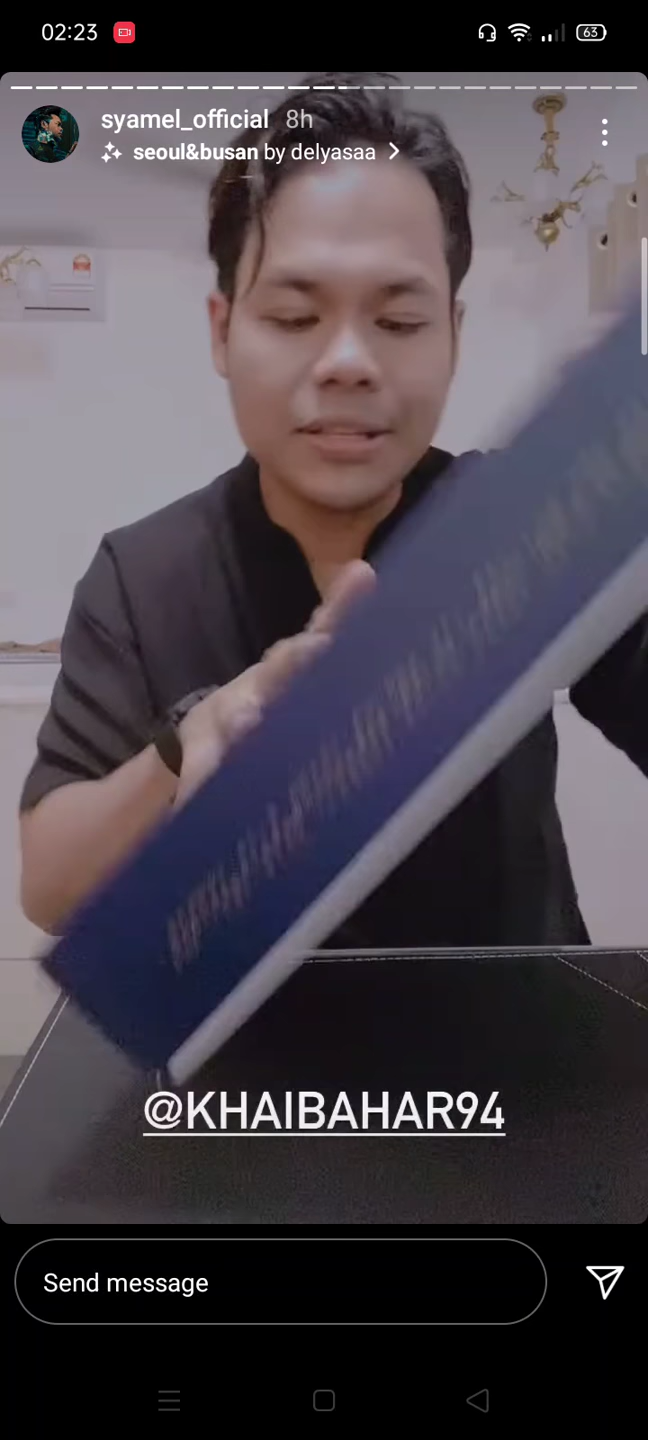 02:23
63
syamel_official 8h
seoul&busan by delyasaa
@KHAIBAHAR94
Send message